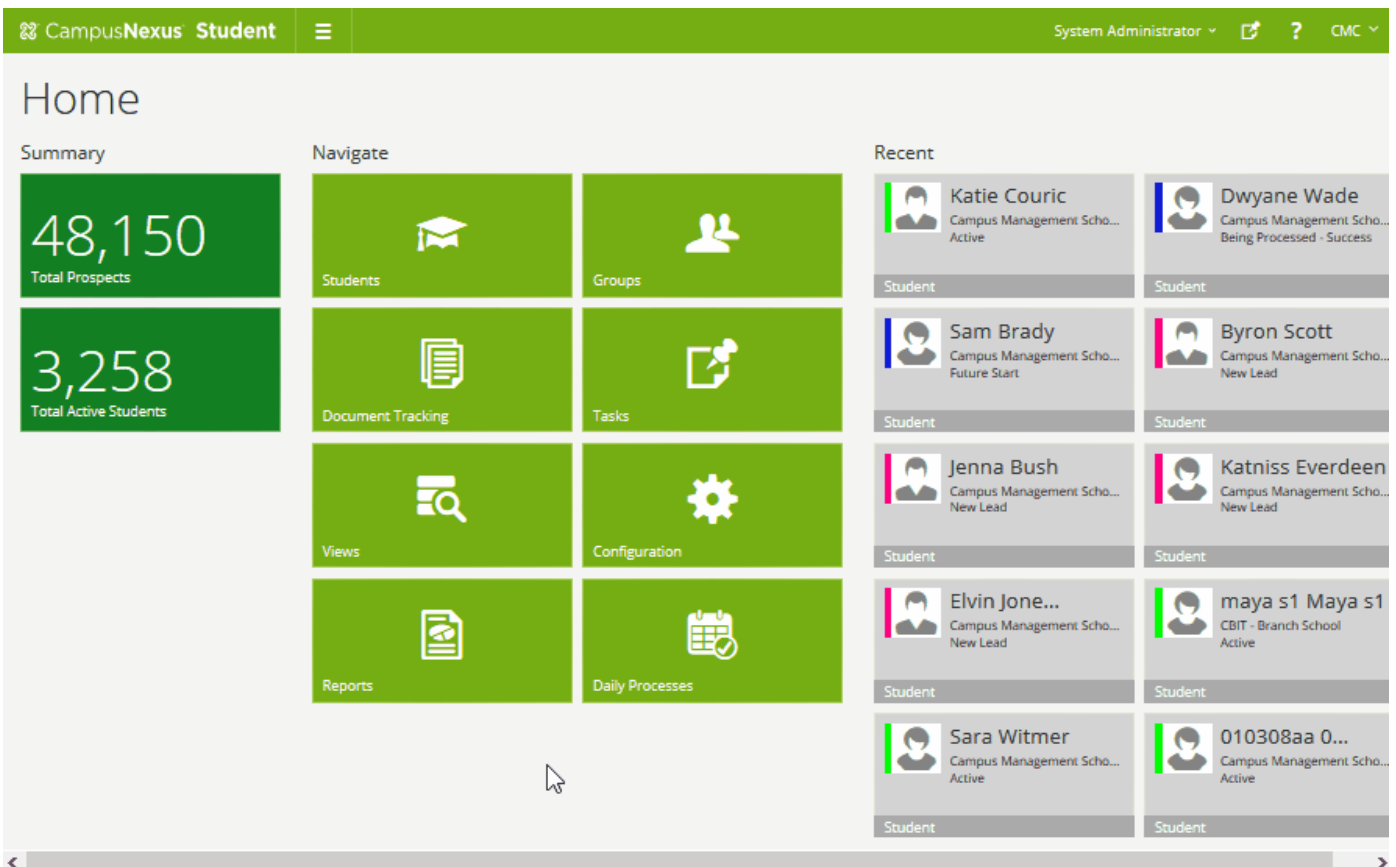 CampusNexus Student
System Administrator
?
CMC
Home
Summary
Navigate
Recent
48,150
Total Prospects
3,258
Total Active Students
Students
Groups
Document Tracking
Tasks
Views
Configuration
Reports
Daily Processes
Katie Couric
Campus Management Scho...
Active
Student
Dwyane Wade
Campus Management Scho...
Being Processed - Success
Student
Sam Brady
Campus Management Scho...
Future Start
Student
Byron Scott
Campus Management Scho...
New Lead
Student
Jenna Bush
Campus Management Scho...
New Lead
Student
Katniss Everdeen
Campus Management Scho...
New Lead
Student
Elvin Jone...
Campus Management Scho...
New Lead
Student
maya s1 Maya s1
CBIT - Branch School
Active
Student
Sara Witmer
Campus Management Scho...
Active
Student
010308aa 0...
Campus Management Scho...
Active
Student